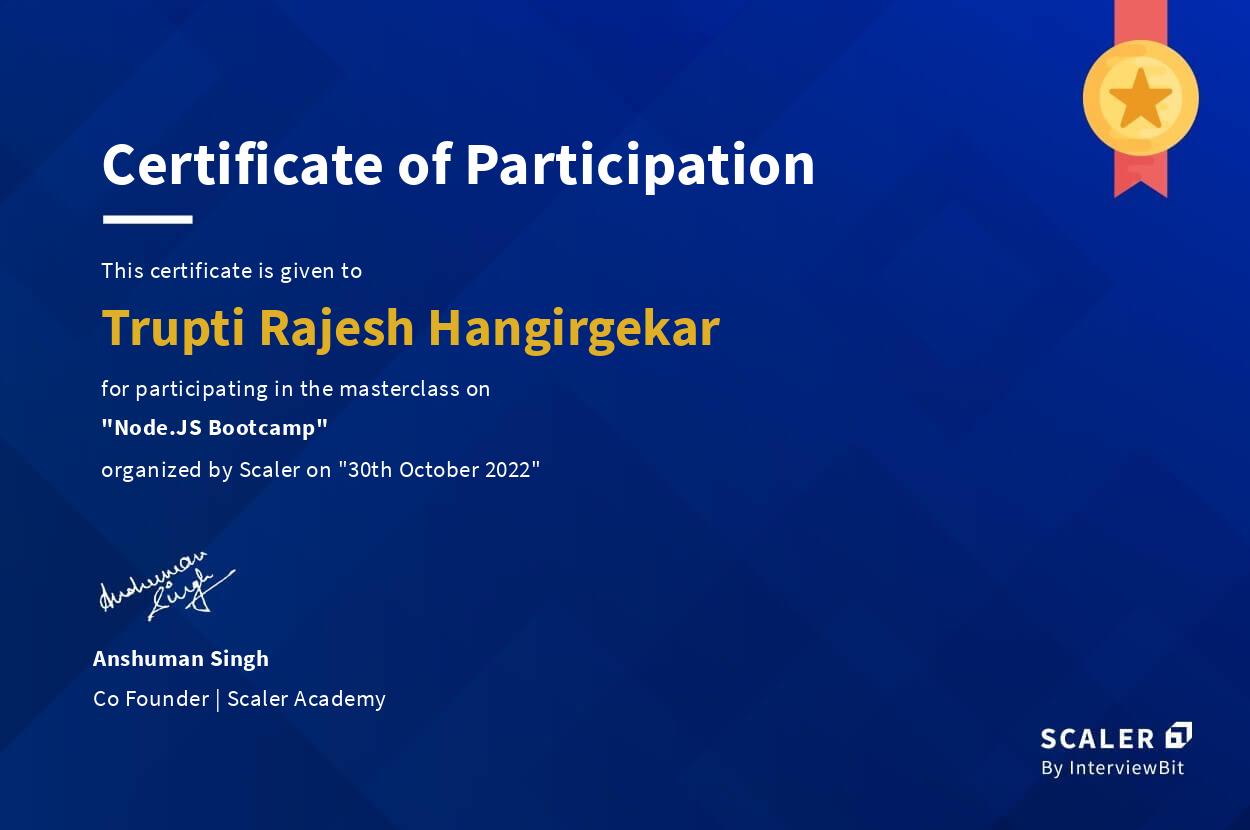 Certificate of Participation
This certificate is given to
Trupti Rajesh Hangirgekar
for participating in the masterclass on
"Node.JS Bootcamp"
organized by Scaler on "30th October 2022"
Anshuman
Singh
Anshuman Singh
Co Founder | Scaler Academy
SCALER
By InterviewBit